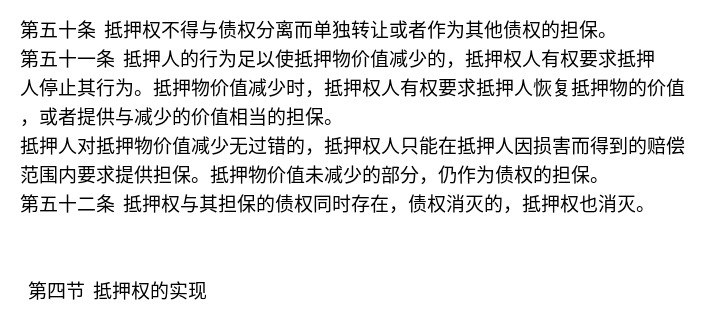 第五十条 抵押权不得与债权分离而单独转让或者作为其他债权的担保。
第五十一条 抵押人的行为足以使抵押物价值减少的，抵押权人有权要求抵押
人停止其行为。抵押物价值减少时，抵押权人有权要求抵押人恢复抵押物的价值
，或者提供与减少的价值相当的担保。
抵押人对抵押物价值减少无过错的，抵押权人只能在抵押人因损害而得到的赔偿
范围内要求提供担保。抵押物价值未减少的部分，仍作为债权的担保。
第五十二条 抵押权与其担保的债权同时存在，债权消灭的，抵押权也消灭。
第四节 抵押权的实现